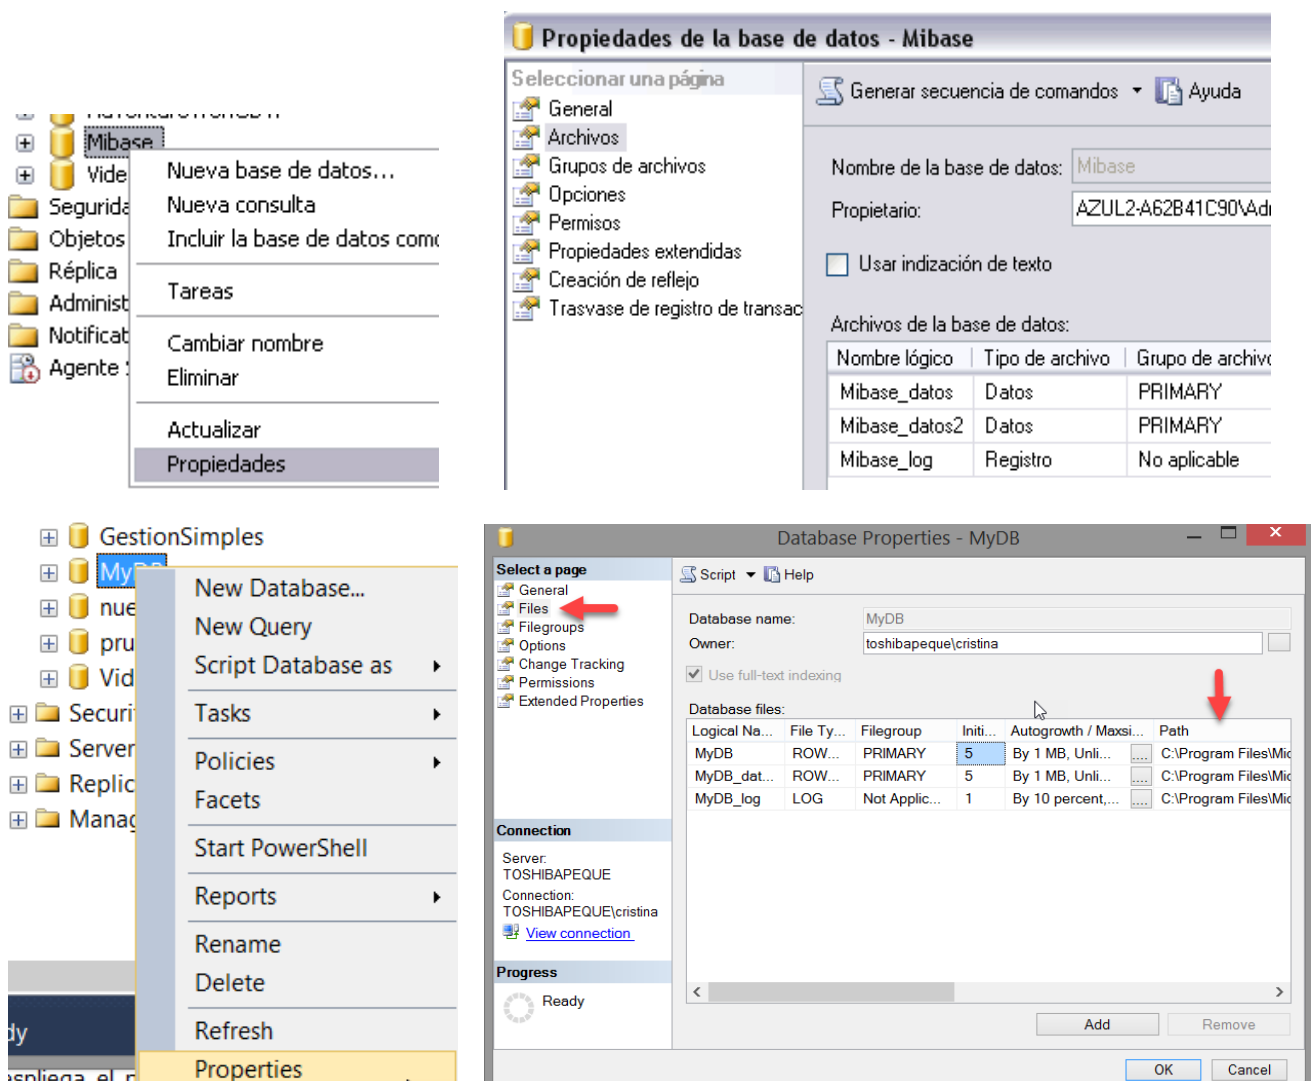 Mibase
Vide
Segurida
Objetos
Réplica
Administ
Notificat
Agente
Nueva base de datos...
Nueva consulta
Incluir la base de datos como
Tareas
Cambiar nombre
Eliminar
Actualizar
Propiedades
Propiedades de la base de datos - Mibase
Seleccionar una página
General
Archivos
Grupos de archivos
Opciones
Permisos
Propiedades extendidas
Creación de reflejo
Trasvase de registro de transac
Generar secuencia de comandos Ayuda
Nombre de la base de datos: Mibase
Propietario: AZUL2-A62B41C90\Ad
Usar indización de texto
Archivos de la base de datos:
Nombre lógico Tipo de archivo Grupo de archivo
Mibase_datos Datos PRIMARY
Mibase_datos2 Datos PRIMARY
Mibase_log Registro No aplicable
GestionSimples
MyDB
nue
pru
Vid
Securi
Server
Replic
Manag
New Database...
New Query
Script Database as
Tasks
Policies
Facets
Start PowerShell
Reports
Rename
Delete
Refresh
Properties
dy
espliega el
Database Properties - MyDB
Select a page
General
Files
Filegroups
Options
Change Tracking
Permissions
Extended Properties
Script Help
Database name: MyDB
Owner: toshibapeque\cristina
Use full-text indexing
Database files:
Logical Na... File Ty... Filegroup Initi... Autogrowth / Maxsi... Path
MyDB ROW... PRIMARY 5 By 1 MB, Unli... .... C:\Program Files\Mic
MyDB_dat... ROW... PRIMARY 5 By 1 MB, Unli... .... C:\Program Files\Mic
MyDB_log LOG Not Applic... 1 By 10 percent,... .... C:\Program Files\Mic
Connection
Server:
TOSHIBAPEQUE
Connection:
TOSHIBAPEQUE\cristina
View connection
Progress
Ready
Add Remove
OK Cancel